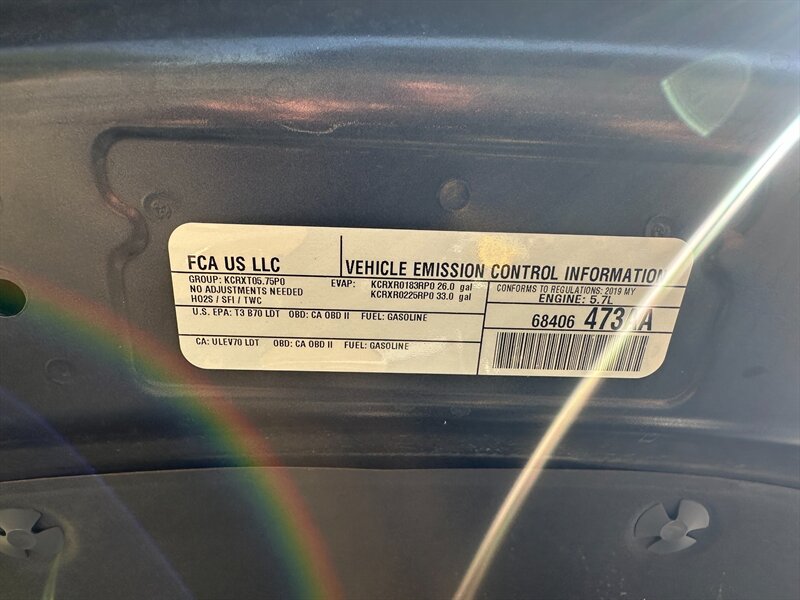 FCA US LLC
VEHICLE EMISSION CONTROL INFORMATION
GROUP: KCRXT05.75P0
NO ADJUSTMENTS NEEDED
HO2S / SFI / TWC
EVAP: KCRXR0183RP0 26.0 gal
KCRXR0225RP0 33.0 gal
CONFORMS TO REGULATIONS: 2019 MY
ENGINE: 5.7L
U.S. EPA: T3 B70 LDT OBD: CA OBD II FUEL: GASOLINE
68406 473AA
CA: ULEV70 LDT OBD: CA OBD II FUEL: GASOLINE